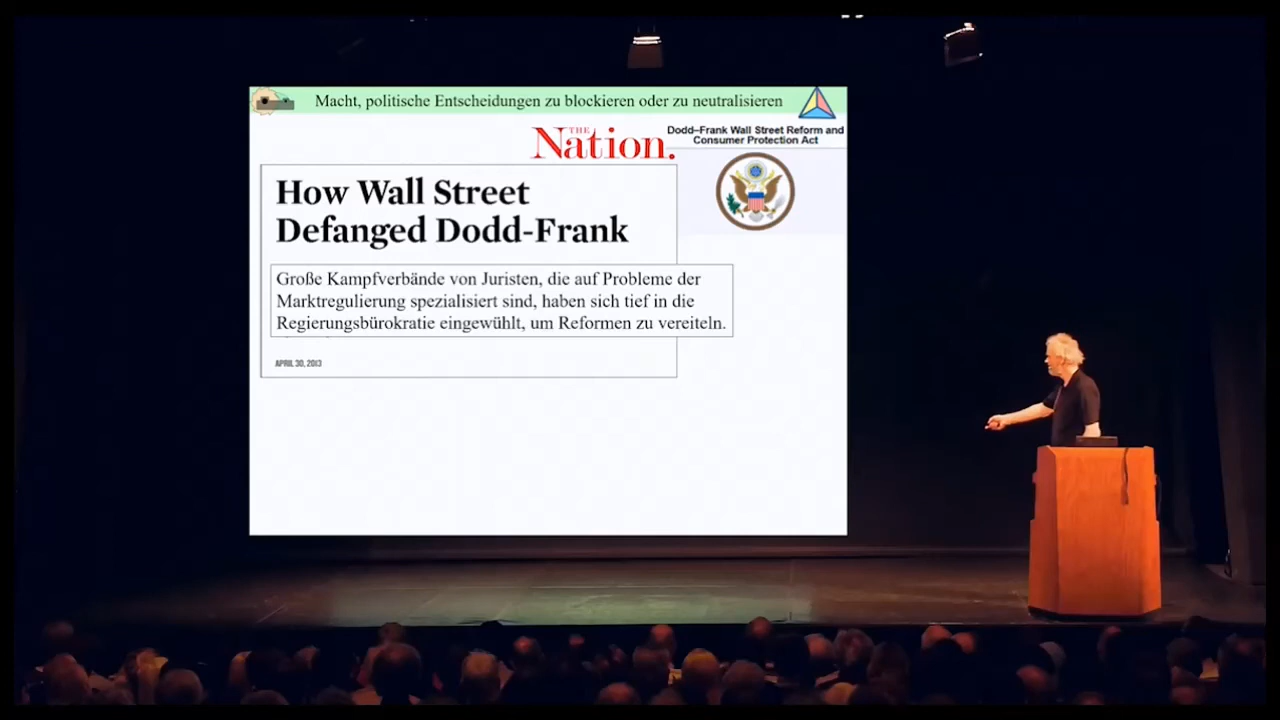 Macht, politische Entscheidungen zu blockieren oder zu neutralisieren
THE
Nation.
Dodd–Frank Wall Street Reform and
Consumer Protection Act
How Wall Street
Defanged Dodd-Frank
Große Kampfverbände von Juristen, die auf Probleme der
Marktregulierung spezialisiert sind, haben sich tief in die
Regierungsbürokratie eingewühlt, um Reformen zu vereiteln.
APRIL 30, 2013